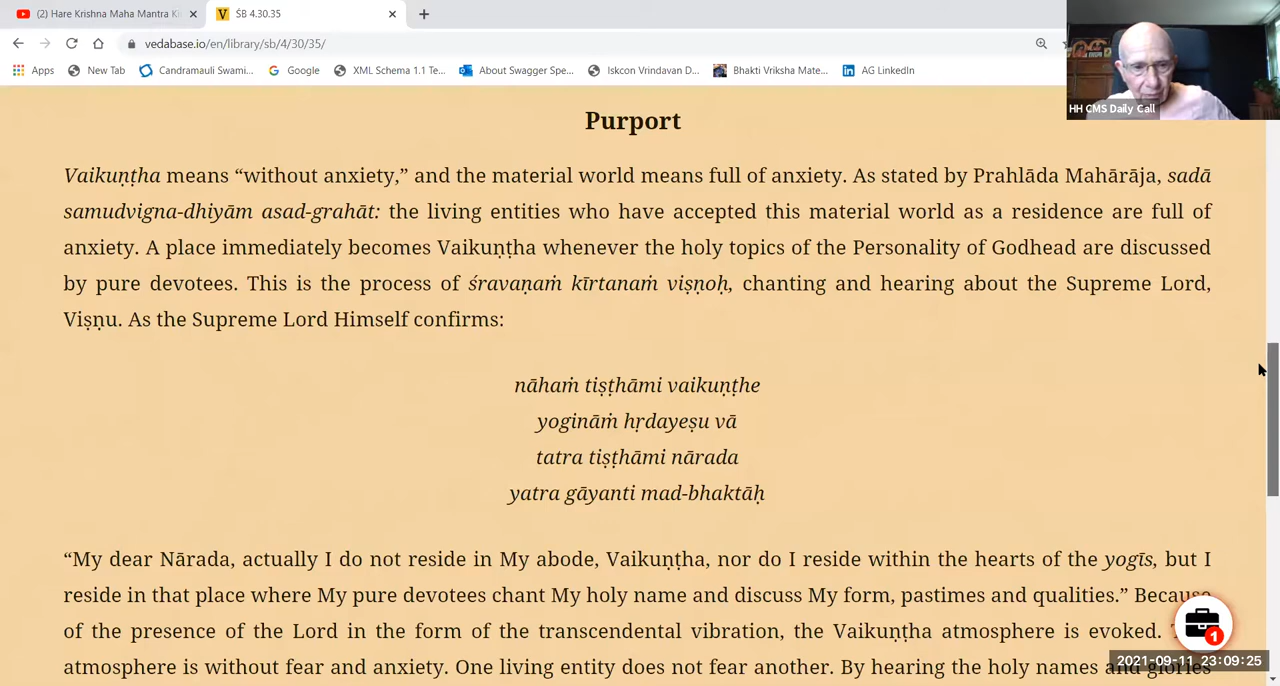 (2) Hare Krishna Maha Mantra Ki
ŚB 4.30.35
vedabase.io/en/library/sb/4/30/35/
Apps
New Tab
Candramauli Swami...
Google
XML Schema 1.1 Te...
About Swagger Spe...
Iskcon Vrindavan D...
Bhakti Vriksha Mate...
AG LinkedIn
HH CMS Daily Call
Purport
Vaikuṇṭha means “without anxiety,” and the material world means full of anxiety. As stated by Prahlāda Mahārāja, sadā
samudvigna-dhiyām asad-grahāt: the living entities who have accepted this material world as a residence are full of
anxiety. A place immediately becomes Vaikuṇṭha whenever the holy topics of the Personality of Godhead are discussed
by pure devotees. This is the process of śravaṇaṁ kīrtanaṁ viṣṇoḥ, chanting and hearing about the Supreme Lord,
Viṣṇu. As the Supreme Lord Himself confirms:
nāhaṁ tiṣṭhāmi vaikuṇṭhe
yogināṁ hṛdayeṣu vā
tatra tiṣṭhāmi nārada
yatra gāyanti mad-bhaktāḥ
“My dear Nārada, actually I do not reside in My abode, Vaikuṇṭha, nor do I reside within the hearts of the yogīs, but I
reside in that place where My pure devotees chant My holy name and discuss My form, pastimes and qualities.” Because
of the presence of the Lord in the form of the transcendental vibration, the Vaikuṇṭha atmosphere is evoked.
atmosphere is without fear and anxiety. One living entity does not fear another. By hearing the holy names and glories
1
2021-09-11 23:09:25